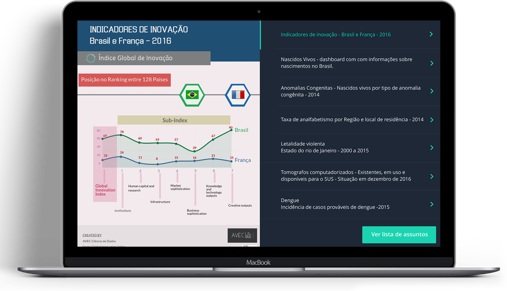 INDICADORES DE INOVAÇÃO
Brasil e França – 2016
Índice Global de Inovação
Posição no Ranking entre 128 Países
Sub-Index
Brasil
França
Global
Innovation
Index
Institutions
Human capital and
research
Infrastructure
Market
sophistication
Business
sophistication
Knowledge
and
technology
outputs
Creative outputs
AVEC
Indicadores de Inovação - Brasil e França - 2016
Nascidos Vivos - dashboard com com informações sobre
nascimentos no Brasil.
Anomalias Congenitas - Nascidos vivos por tipo de anomalia
congênita - 2014
Taxa de analfabetismo por Região e local de residência - 2014
Letalidade violenta
Estado do rio de Janeiro - 2000 a 2015
Tomografos computadorizados - Existentes, em uso e
disponíveis para o SUS - Situação em dezembro de 2016
Dengue
Incidência de casos prováveis de dengue -2015
Ver lista de assuntos
MacBook